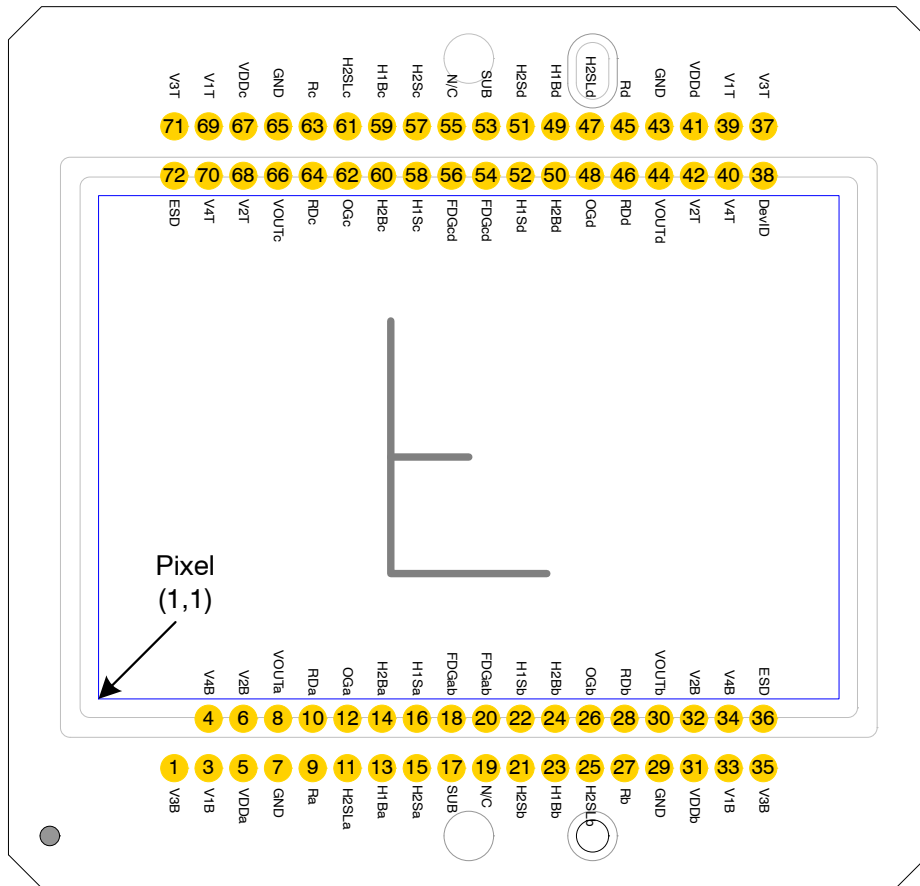 V3T V1T VDDc GND Rc H2SLc H1Bc H2Sc N/C SUB H2Sd H1Bd H2SLd Rd GND VDDd V1T V3T
71 69 67 65 63 61 59 57 55 53 51 49 47 45 43 41 39 37
72 70 68 66 64 62 60 58 56 54 52 50 48 46 44 42 40 38
ESD V4T V2T VOUTc RDc OGc H2Bc H1Sc FDGcd FDGcd H1Sd H2Bd OGd RDd VOUTd V2T V4T DevID
Pixel
(1,1)
V4B V2B VOUTa RDa OGa H2Ba H1Sa FDGab FDGab H1Sb H2Bb OGb RDb VOUTb V2B V4B ESD
4 6 8 10 12 14 16 18 20 22 24 26 28 30 32 34 36
1 3 5 7 9 11 13 15 17 19 21 23 25 27 29 31 33 35
V3B V1B VDDa GND Ra H2SLa H1Ba H2Sa SUB N/C H2Sb H1Bb H2SLb Rb GND VDDb V1B V3B